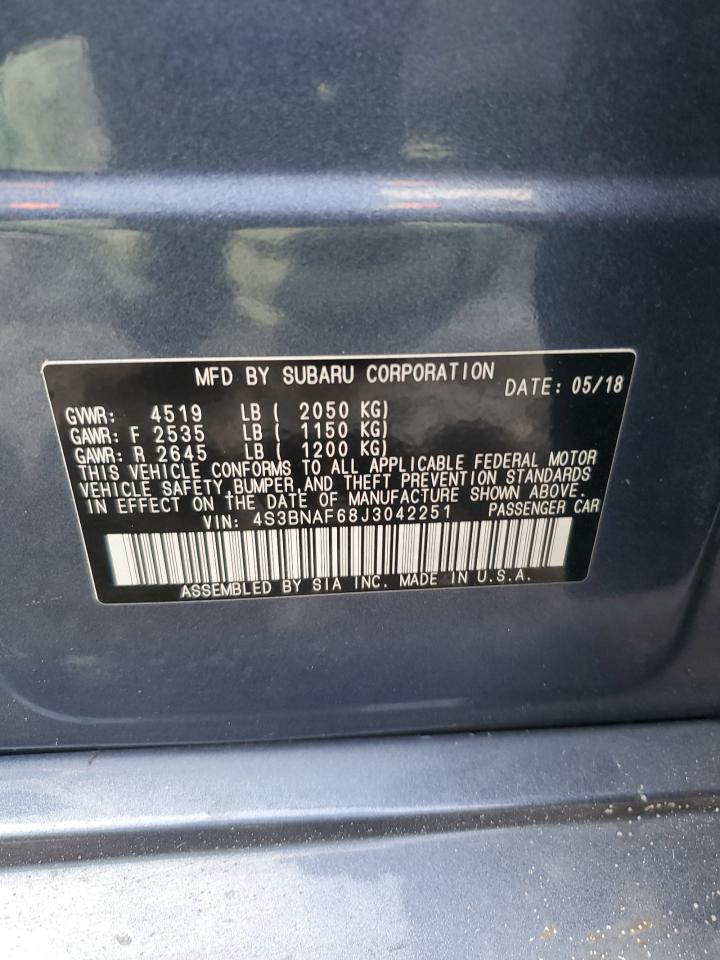 MFD BY SUBARU CORPORATION DATE: 05/18
GVWR: 4519 LB ( 2050 KG)
GAWR: F 2535 LB ( 1150 KG)
GAWR: R 2645 LB ( 1200 KG)
THIS VEHICLE CONFORMS TO ALL APPLICABLE FEDERAL MOTOR
VEHICLE SAFETY, BUMPER, AND THEFT PREVENTION STANDARDS
IN EFFECT ON THE DATE OF MANUFACTURE SHOWN ABOVE.
VIN: 4S3BNAF68J3042251 PASSENGER CAR
ASSEMBLED BY SIA INC. MADE IN U.S.A.